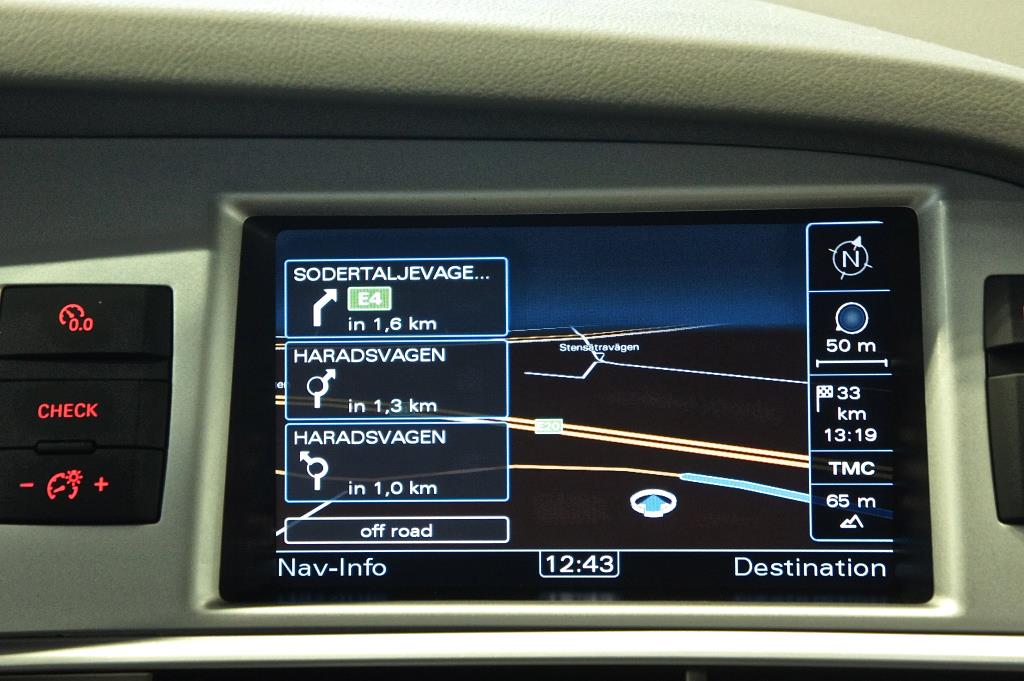 0.0
CHECK
- +
SODERTALJEVAGE...
E4
in 1,6 km
HARADSVAGEN
in 1,3 km
HARADSVAGEN
in 1,0 km
off road
Stensätravägen
E20
N
50 m
33
km
13:19
TMC
65 m
Nav-Info
12:43
Destination